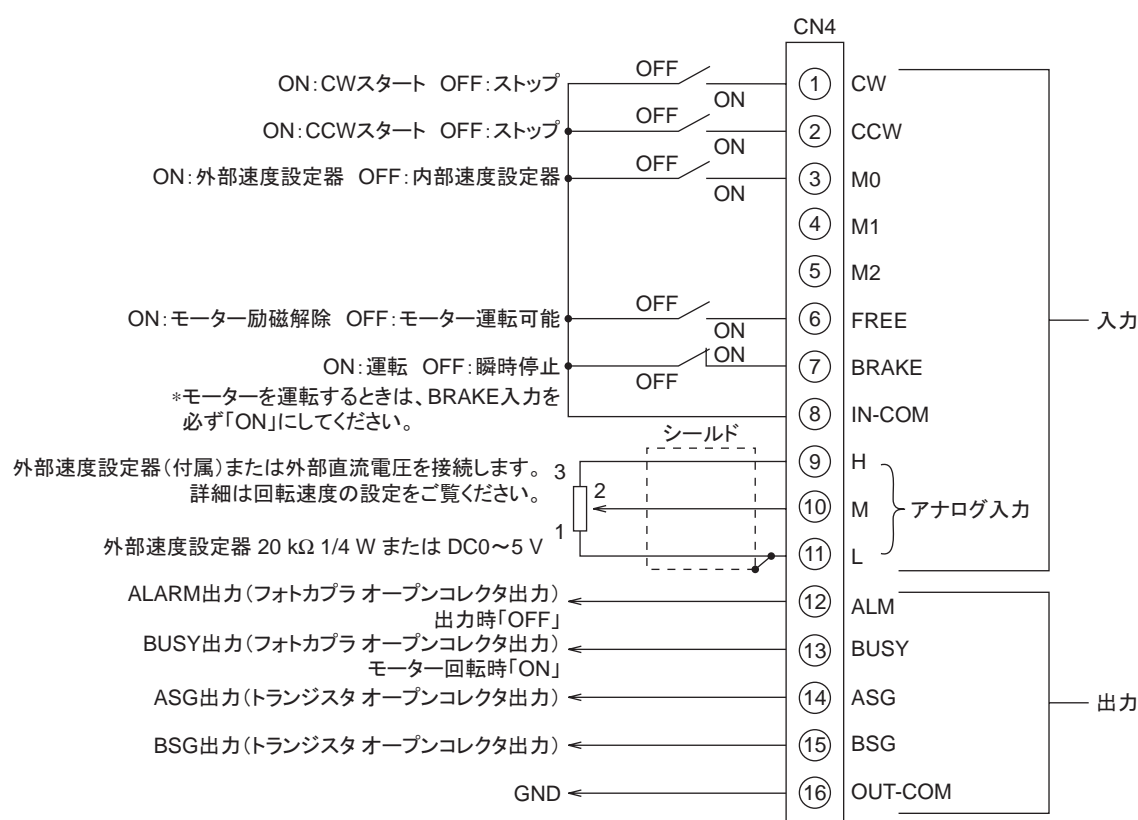 CN4
ON:CWスタート OFF:ストップ
OFF
ON
1
CW
ON:CCWスタート OFF:ストップ
OFF
ON
2
CCW
ON:外部速度設定器 OFF:内部速度設定器
OFF
ON
3
M0
4
M1
5
M2
ON:モーター励磁解除 OFF:モーター運転可能
OFF
ON
6
FREE
入力
ON:運転 OFF:瞬時停止
ON
OFF
7
BRAKE
*モーターを運転するときは、BRAKE入力を
必ず「ON」にしてください。
8
IN-COM
シールド
外部速度設定器(付属)または外部直流電圧を接続します。
詳細は回転速度の設定をご覧ください。
3
2
1
9
H
10
M
アナログ入力
外部速度設定器 20 kΩ 1/4 W または DC0～5 V
11
L
ALARM出力(フォトカプラ オープンコレクタ出力)
出力時「OFF」
12
ALM
BUSY出力(フォトカプラ オープンコレクタ出力)
モーター回転時「ON」
13
BUSY
ASG出力(トランジスタ オープンコレクタ出力)
14
ASG
出力
BSG出力(トランジスタ オープンコレクタ出力)
15
BSG
GND
16
OUT-COM